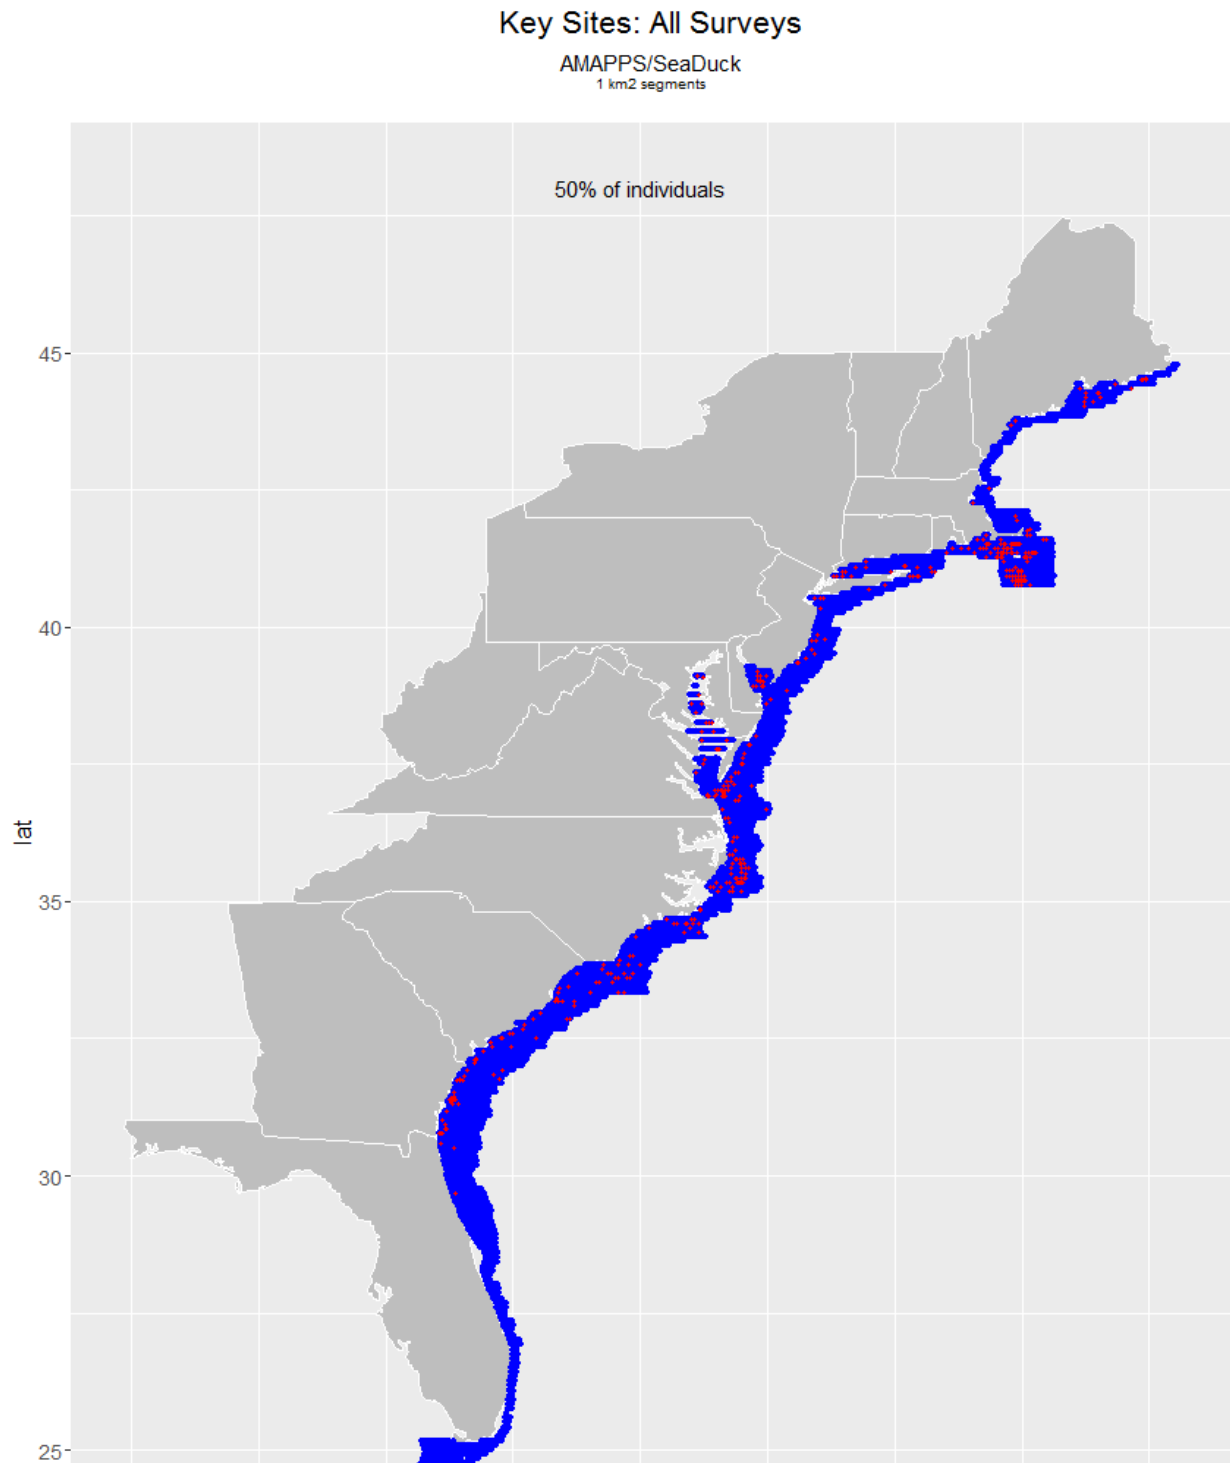 Key Sites: All Surveys
AMAPPS/SeaDuck
1 km2 segments
50% of individuals
45
40
lat
35
30
25